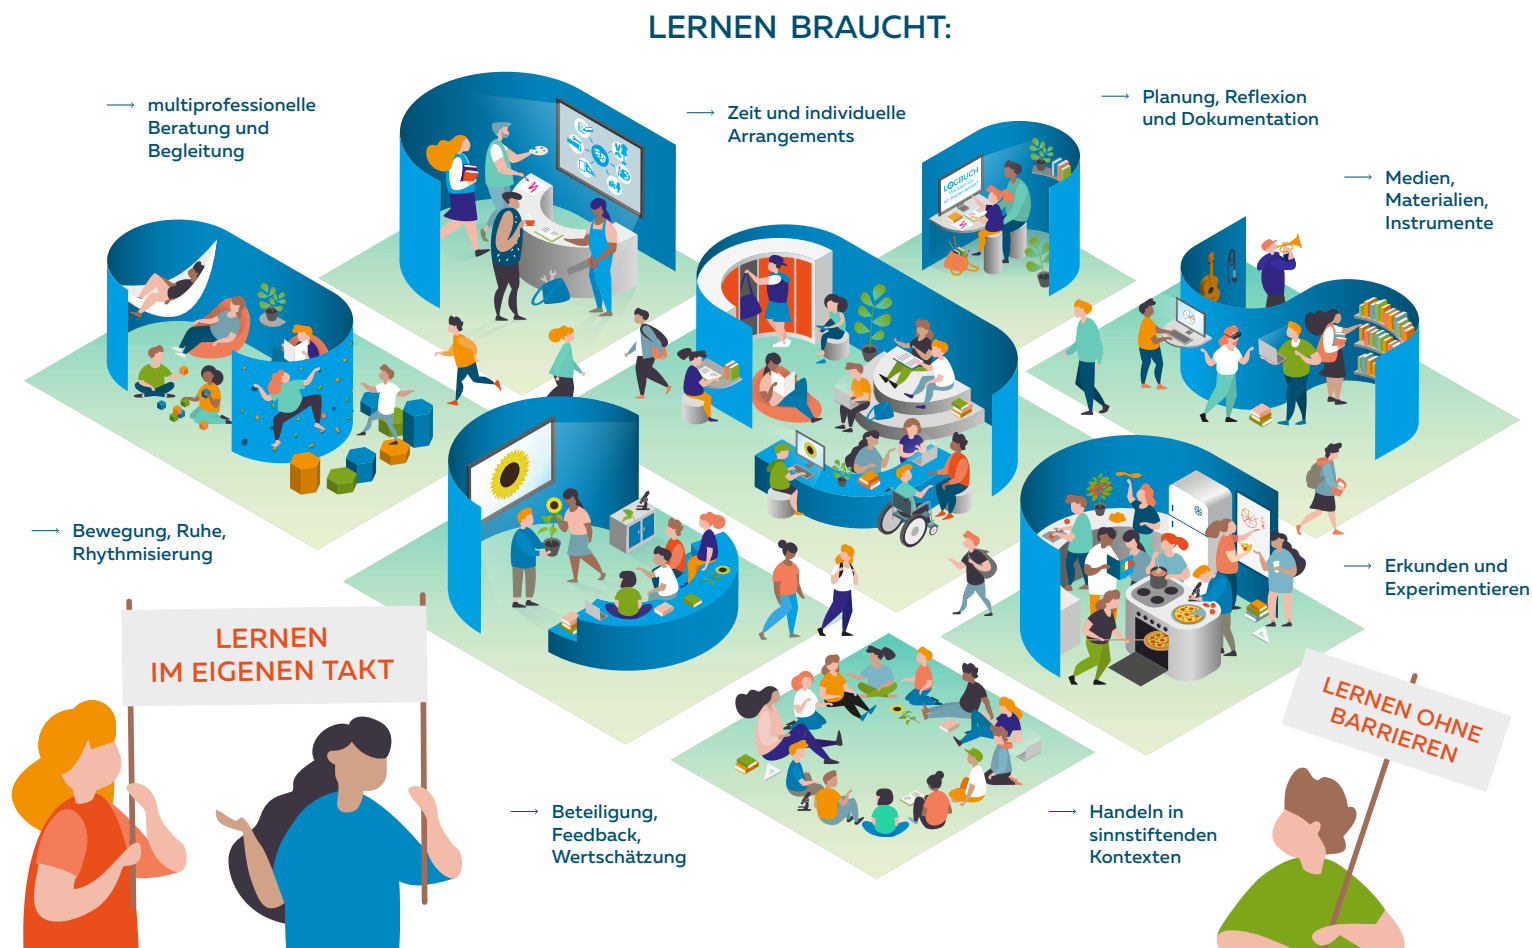 LERNEN BRAUCHT:
multiprofessionelle
Beratung und
Begleitung
Zeit und individuelle
Arrangements
Planung, Reflexion
und Dokumentation
Medien,
Materialien,
Instrumente
LOGBUCH
Bewegung, Ruhe,
Rhythmisierung
Erkunden und
Experimentieren
LERNEN
IM EIGENEN TAKT
LERNEN OHNE
BARRIEREN
Beteiligung,
Feedback,
Wertschätzung
Handeln in
sinnstiftenden
Kontexten